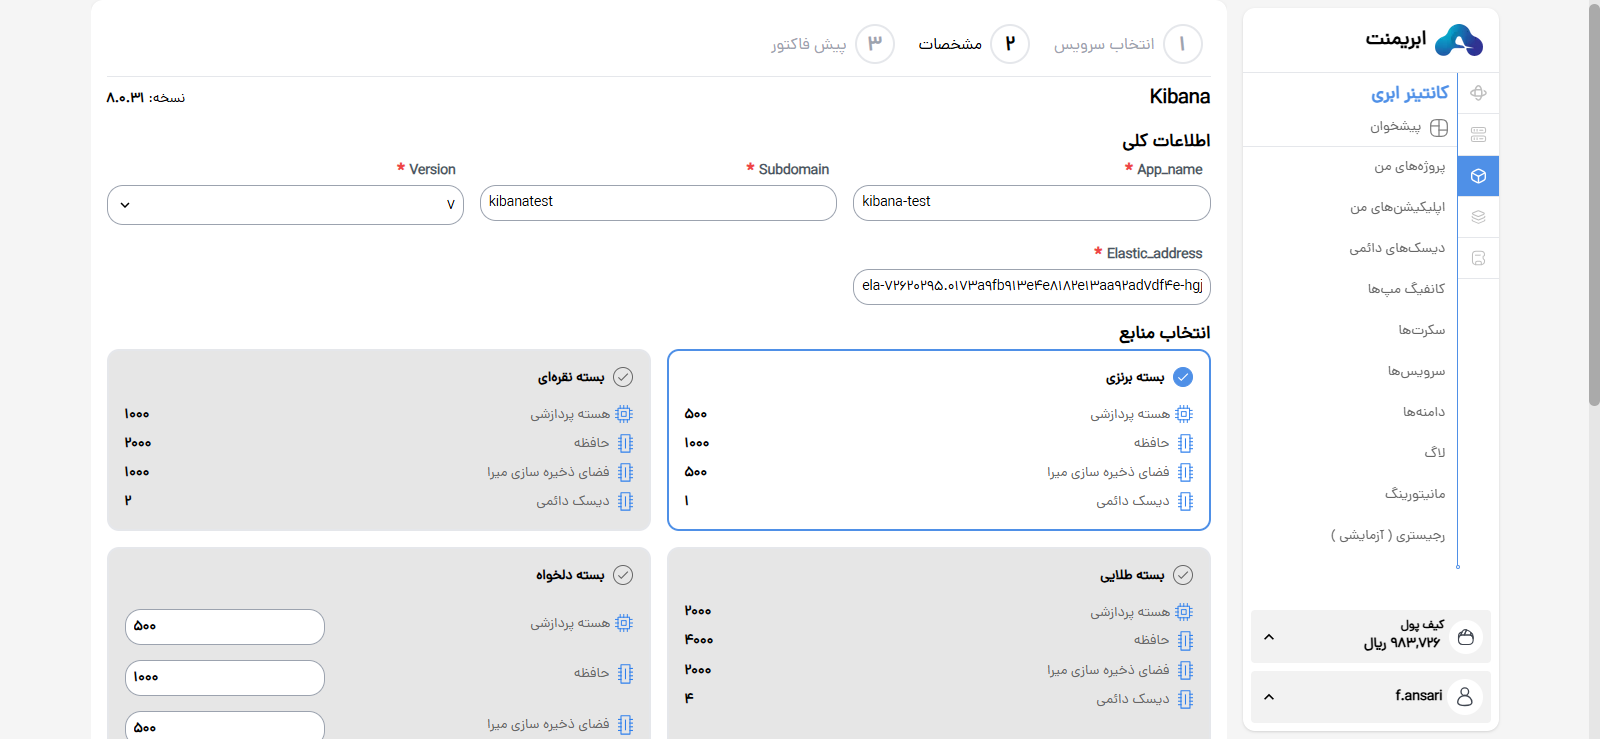 ابریمنت
کانتینر ابری
پیشخوان
پروژه‌های من
اپلیکیشن‌های من
دیسک‌های دائمی
کانفیگ مپ‌ها
سکرت‌ها
سرویس‌ها
دامنه‌ها
لاگ
مانیتورینگ
رجیستری ( آزمایشی )
کیف پول
۹۸۳,۷۲۶ ریال
f.ansari
۱ انتخاب سرویس
۲ مشخصات
۳ پیش فاکتور
Kibana
نسخه: ۸.۰.۳۱
اطلاعات کلی
App_name *
kibana-test
Subdomain *
kibanatest
Version *
۷
Elastic_address *
ela-۷۲۶۲۰۲۹۵.۰۱۷۳a۹fb۹۱۳e۴e۸۱۸۲e۱۳aa۹۲ad۷df۴e-hgj
انتخاب منابع
بسته برنزی
هسته پردازشی ۵۰۰
حافظه ۱۰۰۰
فضای ذخیره سازی میرا ۵۰۰
دیسک دائمی ۱
بسته نقره‌ای
هسته پردازشی ۱۰۰۰
حافظه ۲۰۰۰
فضای ذخیره سازی میرا ۱۰۰۰
دیسک دائمی ۲
بسته طلایی
هسته پردازشی ۲۰۰۰
حافظه ۴۰۰۰
فضای ذخیره سازی میرا ۲۰۰۰
دیسک دائمی ۴
بسته دلخواه
هسته پردازشی ۵۰۰
حافظه ۱۰۰۰
فضای ذخیره سازی میرا ۵۰۰